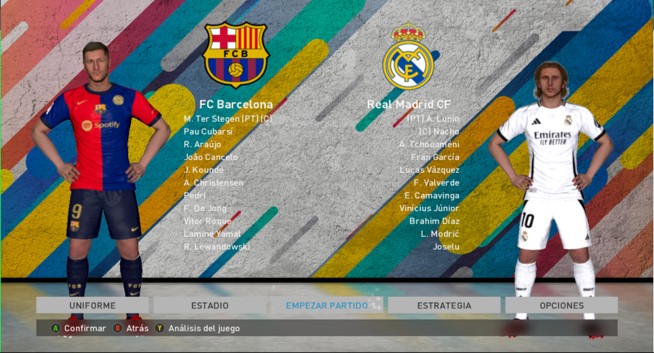 FCB
FC Barcelona
M. Ter Stegen [PT] [C]
Pau Cubarsí
R. Araújo
João Cancelo
J. Kounde
A. Christensen
Pedri
F. De Jong
Vitor Roque
Lamine Yamal
R. Lewandowski
Real Madrid CF
[PT] A. Lunin
[C] Nacho
A. Tchouameni
Fran García
Lucas Vázquez
F. Valverde
E. Camavinga
Vinícius Júnior
Brahim Díaz
L. Modrić
Joselu
Spotify
9
Emirates
FLY BETTER
10
UNIFORME
ESTADIO
EMPEZAR PARTIDO
ESTRATEGIA
OPCIONES
A Confirmar B Atrás Y Análisis del juego